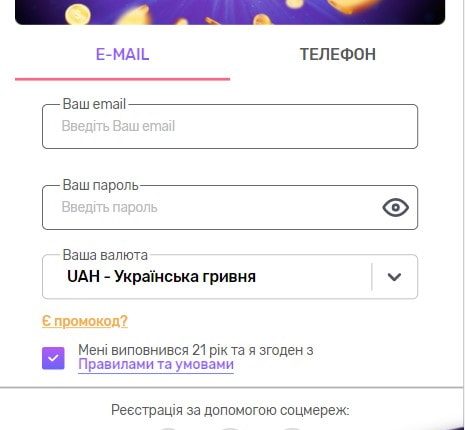 E-MAIL
ТЕЛЕФОН
Ваш email
Введіть Ваш email
Ваш пароль
Введіть пароль
Ваша валюта
UAH - Українська гривня
Є промокод?
Мені виповнився 21 рік та я згоден з
Правилами та умовами
Реєстрація за допомогою соцмереж: